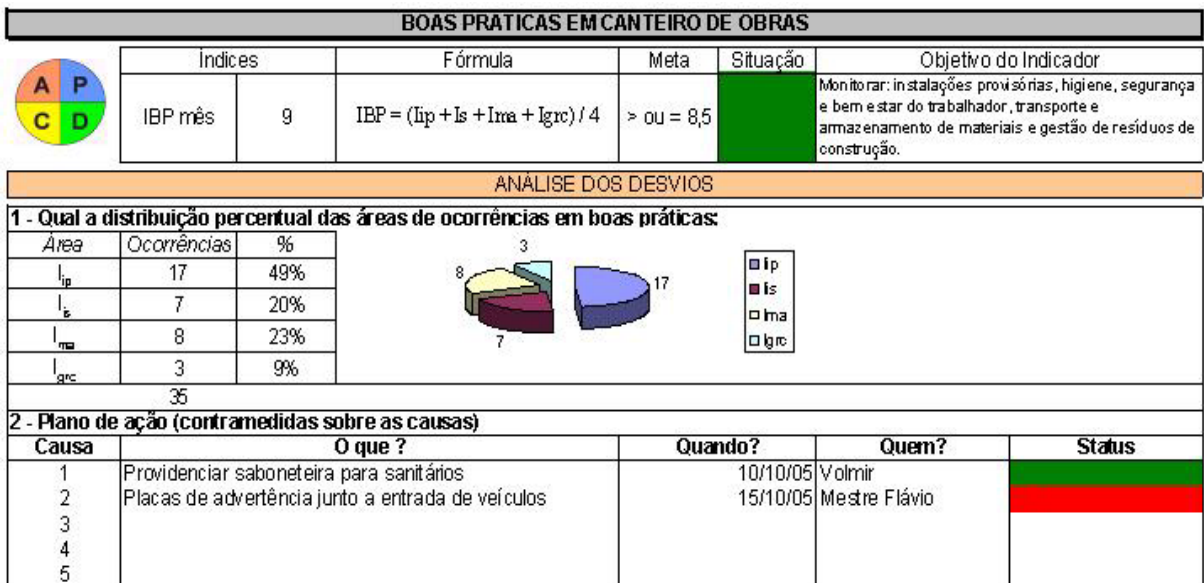 BOAS PRATICAS EM CANTEIRO DE OBRAS
A P
C D
Índices Fórmula Meta Situação Objetivo do Indicador
IBP mês 9 IBP = (Iip + Is + Ima + Igrc) / 4 > ou = 8,5
Monitorar: instalações provisórias, higiene, segurança
e bem estar do trabalhador, transporte e
armazenamento de materiais e gestão de resíduos de
construção.
ANÁLISE DOS DESVIOS
1 - Qual a distribuição percentual das áreas de ocorrências em boas práticas:
Área Ocorrências %
Iip 17 49%
Iis 7 20%
Ima 8 23%
Igrc 3 9%
35
3
8
17
7
Iip
Iis
Ima
Igrc
2 - Plano de ação (contramedidas sobre as causas)
Causa O que ? Quando? Quem? Status
1 Providenciar saboneteira para sanitários 10/10/05 Volmir
2 Placas de advertência junto a entrada de veículos 15/10/05 Mestre Flávio
3
4
5